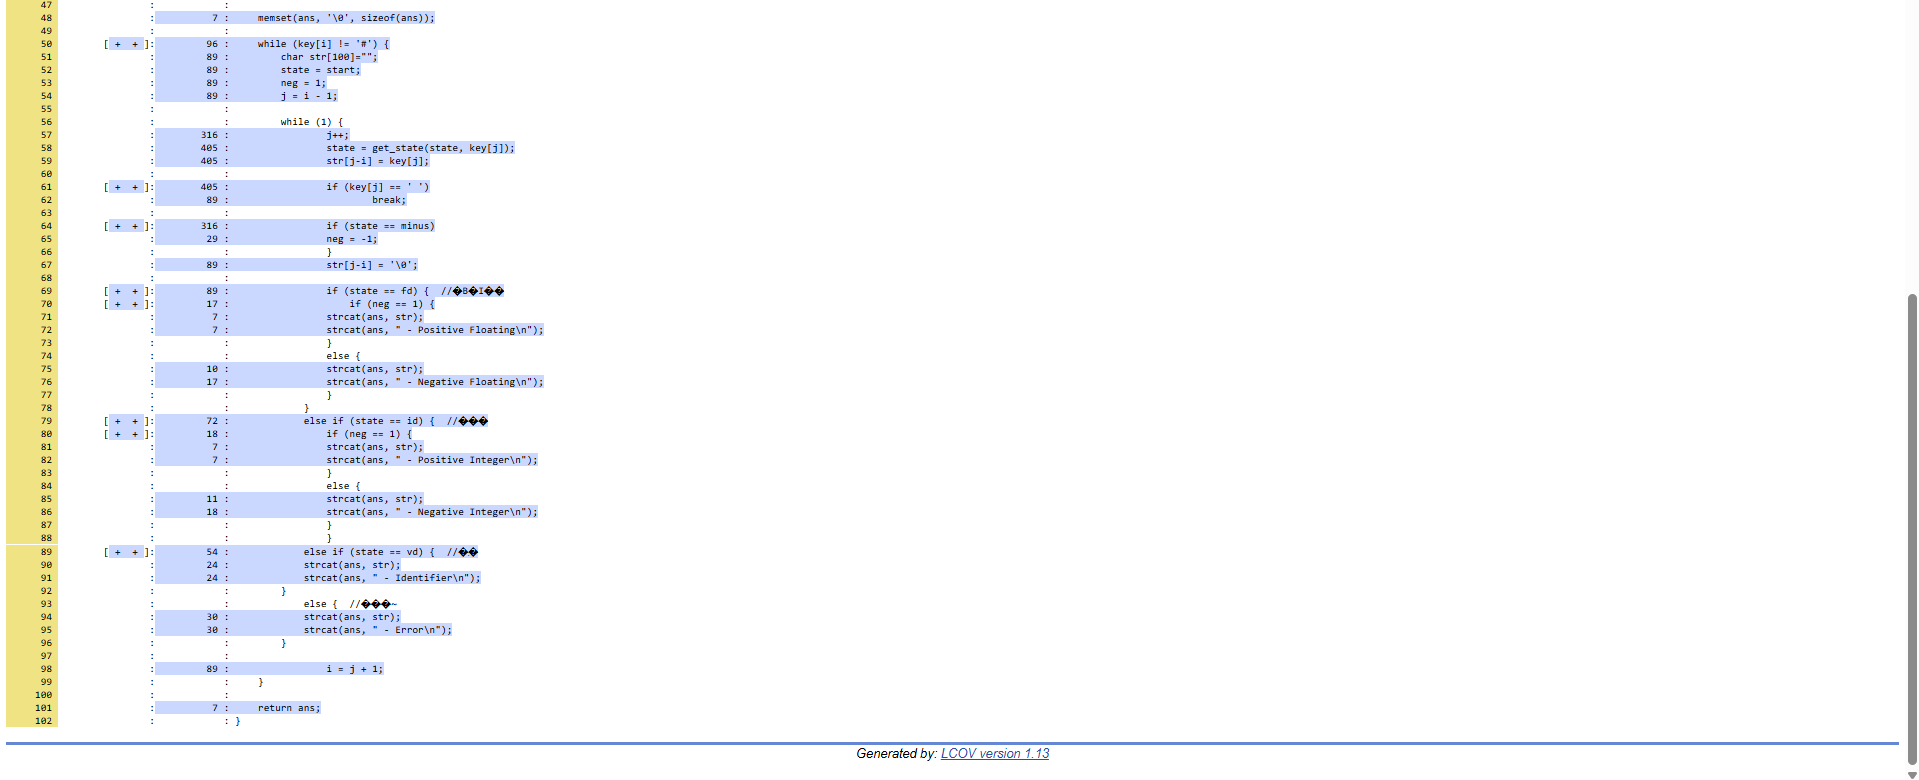 47 : :
48 : 7 : memset(ans, '\0', sizeof(ans));
49 : :
50 [ + + ]: 96 : while (key[i] != '#') {
51 : 89 : char str[100]="";
52 : 89 : state = start;
53 : 89 : neg = 1;
54 : 89 : j = i - 1;
55 : :
56 : : while (1) {
57 : 316 : j++;
58 : 405 : state = get_state(state, key[j]);
59 : 405 : str[j-i] = key[j];
60 : :
61 [ + + ]: 405 : if (key[j] == ' ')
62 : 89 : break;
63 : :
64 [ + + ]: 316 : if (state == minus)
65 : 29 : neg = -1;
66 : : }
67 : 89 : str[j-i] = '\0';
68 : :
69 [ + + ]: 89 : if (state == fd) { //�B�I��
70 [ + + ]: 17 : if (neg == 1) {
71 : 7 : strcat(ans, str);
72 : 7 : strcat(ans, " - Positive Floating\n");
73 : : }
74 : : else {
75 : 10 : strcat(ans, str);
76 : 17 : strcat(ans, " - Negative Floating\n");
77 : : }
78 : : }
79 [ + + ]: 72 : else if (state == id) { //���
80 [ + + ]: 18 : if (neg == 1) {
81 : 7 : strcat(ans, str);
82 : 7 : strcat(ans, " - Positive Integer\n");
83 : : }
84 : : else {
85 : 11 : strcat(ans, str);
86 : 18 : strcat(ans, " - Negative Integer\n");
87 : : }
88 : : }
89 [ + + ]: 54 : else if (state == vd) { //��
90 : 24 : strcat(ans, str);
91 : 24 : strcat(ans, " - Identifier\n");
92 : : }
93 : : else { //���~
94 : 30 : strcat(ans, str);
95 : 30 : strcat(ans, " - Error\n");
96 : : }
97 : :
98 : 89 : i = j + 1;
99 : : }
100 : :
101 : 7 : return ans;
102 : : }
Generated by: LCOV version 1.13